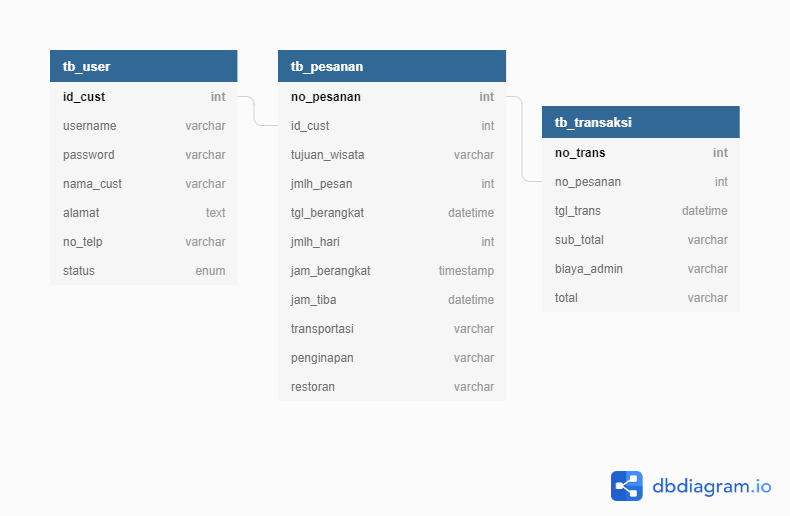 tb_user
id_cust int
username varchar
password varchar
nama_cust varchar
alamat text
no_telp varchar
status enum
tb_pesanan
no_pesanan int
id_cust int
tujuan_wisata varchar
jmlh_pesan int
tgl_berangkat datetime
jmlh_hari int
jam_berangkat timestamp
jam_tiba datetime
transportasi varchar
penginapan varchar
restoran varchar
tb_transaksi
no_trans int
no_pesanan int
tgl_trans datetime
sub_total varchar
biaya_admin varchar
total varchar
dbdiagram.io